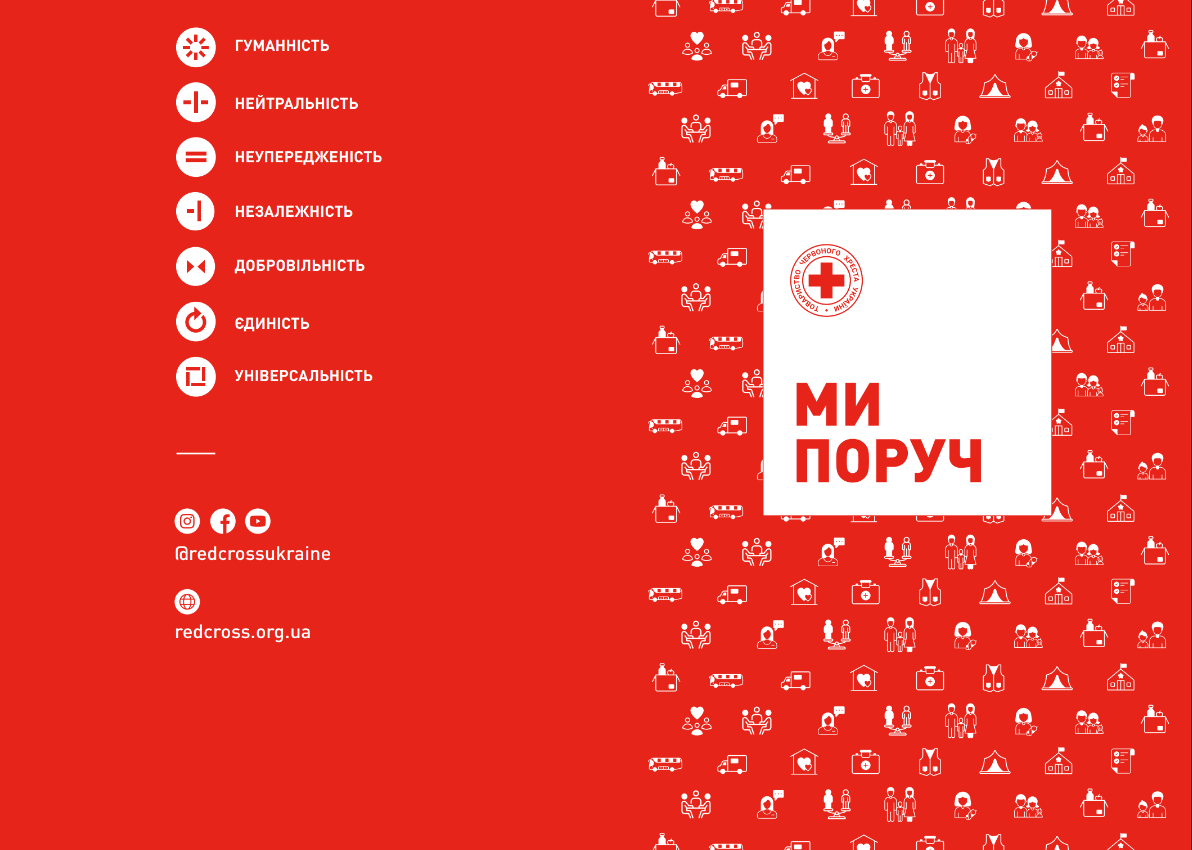 ГУМАННІСТЬ
НЕЙТРАЛЬНІСТЬ
НЕУПЕРЕДЖЕНІСТЬ
НЕЗАЛЕЖНІСТЬ
ДОБРОВІЛЬНІСТЬ
ЄДИНІСТЬ
УНІВЕРСАЛЬНІСТЬ
@redcrossukraine
redcross.org.ua
ТОВАРИСТВО ЧЕРВОНОГО ХРЕСТА УКРАЇНИ •
МИ
ПОРУЧ